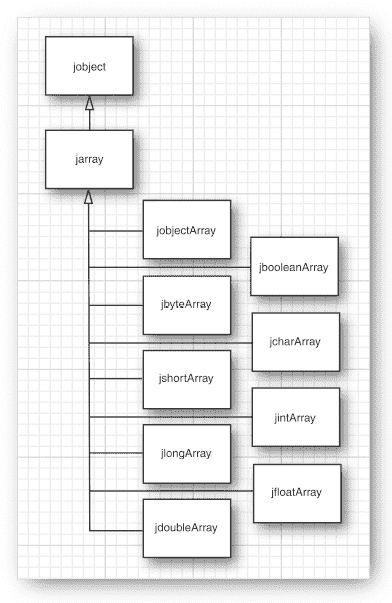 jobject
jarray
jobjectArray
jbooleanArray
jbyteArray
jcharArray
jshortArray
jintArray
jlongArray
jfloatArray
jdoubleArray